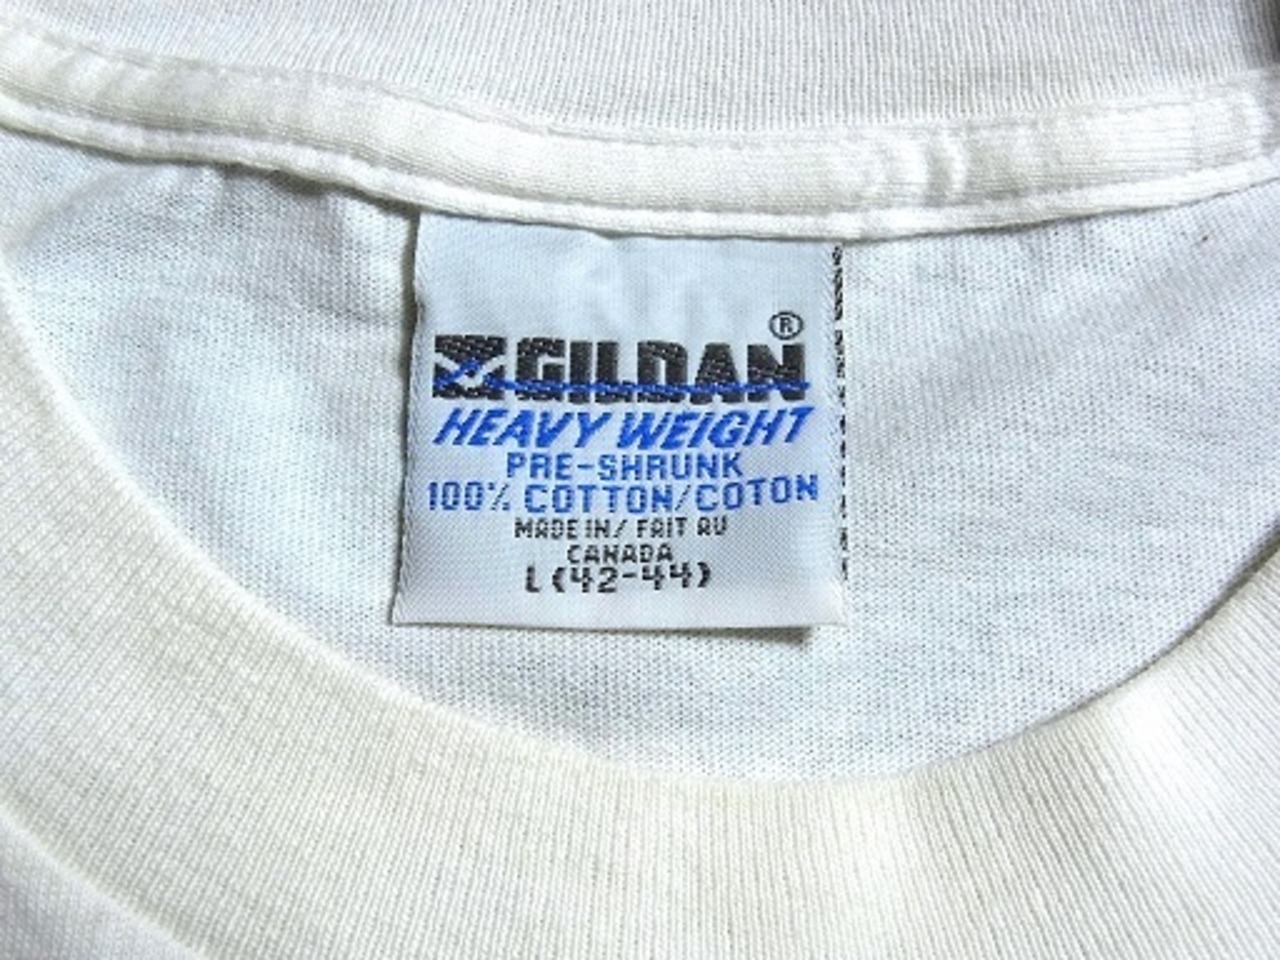 GILDAN®
HEAVY WEIGHT
PRE-SHRUNK
100% COTTON/COTON
MADE IN/ FAIT AU
CANADA
L (42-44)